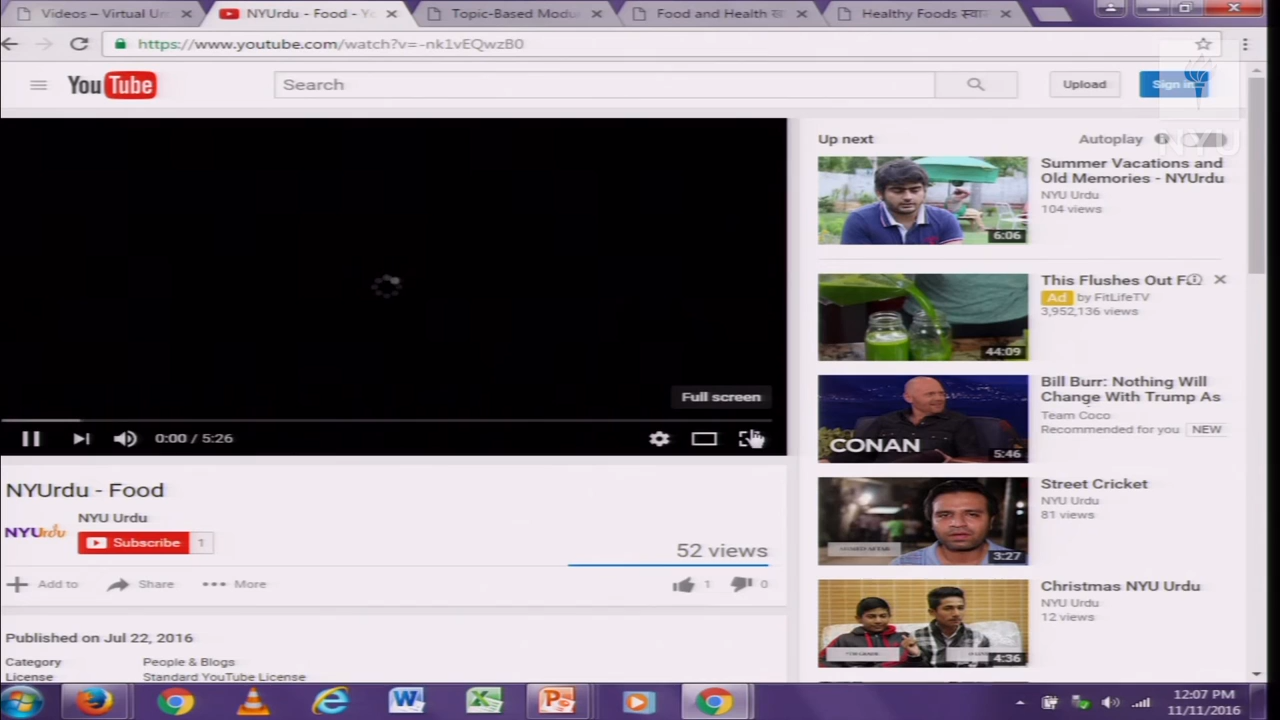 Videos – Virtual Ur
NYUrdu - Food - Yo
Topic-Based Modu
Food and Health
Healthy Foods
https://www.youtube.com/watch?v=-nk1vEQwzB0
YouTube
Search
Upload
Sign in
NYU
Up next
Autoplay
Summer Vacations and
Old Memories - NYUrdu
NYU Urdu
104 views
6:06
This Flushes Out F
Ad by FitLifeTV
3,952,136 views
44:09
Full screen
Bill Burr: Nothing Will
Change With Trump As
Team Coco
Recommended for you NEW
CONAN
5:46
0:00 / 5:26
NYUrdu - Food
NYUrdu
NYU Urdu
Subscribe 1
52 views
Add to Share More
1 0
Street Cricket
NYU Urdu
81 views
3:27
Christmas NYU Urdu
NYU Urdu
12 views
4:36
Published on Jul 22, 2016
Category People & Blogs
License Standard YouTube License
12:07 PM
11/11/2016